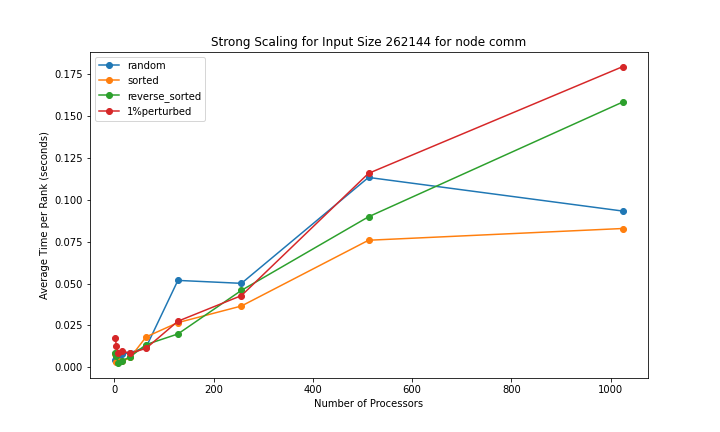 Strong Scaling for Input Size 262144 for node comm
random
sorted
reverse_sorted
1%perturbed
Average Time per Rank (seconds)
0.175
0.150
0.125
0.100
0.075
0.050
0.025
0.000
0
200
400
600
800
1000
Number of Processors